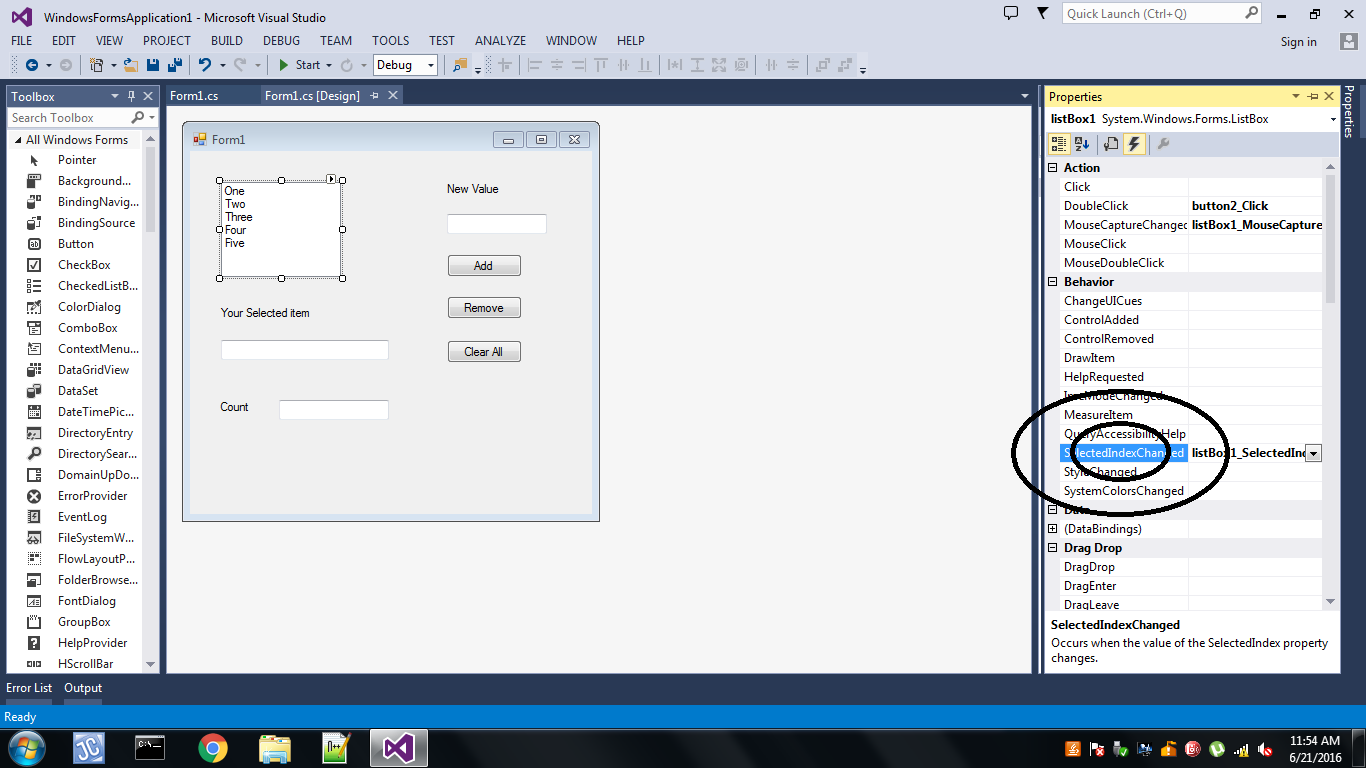 WindowsFormsApplication1 - Microsoft Visual Studio
Quick Launch (Ctrl+Q)
FILE EDIT VIEW PROJECT BUILD DEBUG TEAM TOOLS TEST ANALYZE WINDOW HELP
Sign in
Start Debug
Toolbox
Search Toolbox
All Windows Forms
Pointer
Background...
BindingNavig...
BindingSource
Button
CheckBox
CheckedListB...
ColorDialog
ComboBox
ContextMenu...
DataGridView
DataSet
DateTimePic...
DirectoryEntry
DirectorySear...
DomainUpDo...
ErrorProvider
EventLog
FileSystemW...
FlowLayoutP...
FolderBrowse...
FontDialog
GroupBox
HelpProvider
HScrollBar
Form1.cs Form1.cs [Design]
Form1
One
Two
Three
Four
Five
New Value
Add
Remove
Clear All
Your Selected item
Count
Properties
listBox1 System.Windows.Forms.ListBox
Action
Click
DoubleClick button2_Click
MouseCaptureChanged listBox1_MouseCapture
MouseClick
MouseDoubleClick
Behavior
ChangeUICues
ControlAdded
ControlRemoved
DrawItem
HelpRequested
ImeModeChanged
MeasureItem
QueryAccessibilityHelp
SelectedIndexChanged listBox1_SelectedInd
StyleChanged
SystemColorsChanged
Data
(DataBindings)
Drag Drop
DragDrop
DragEnter
DragLeave
SelectedIndexChanged
Occurs when the value of the SelectedIndex property
changes.
Properties
Error List Output
Ready
11:54 AM
6/21/2016